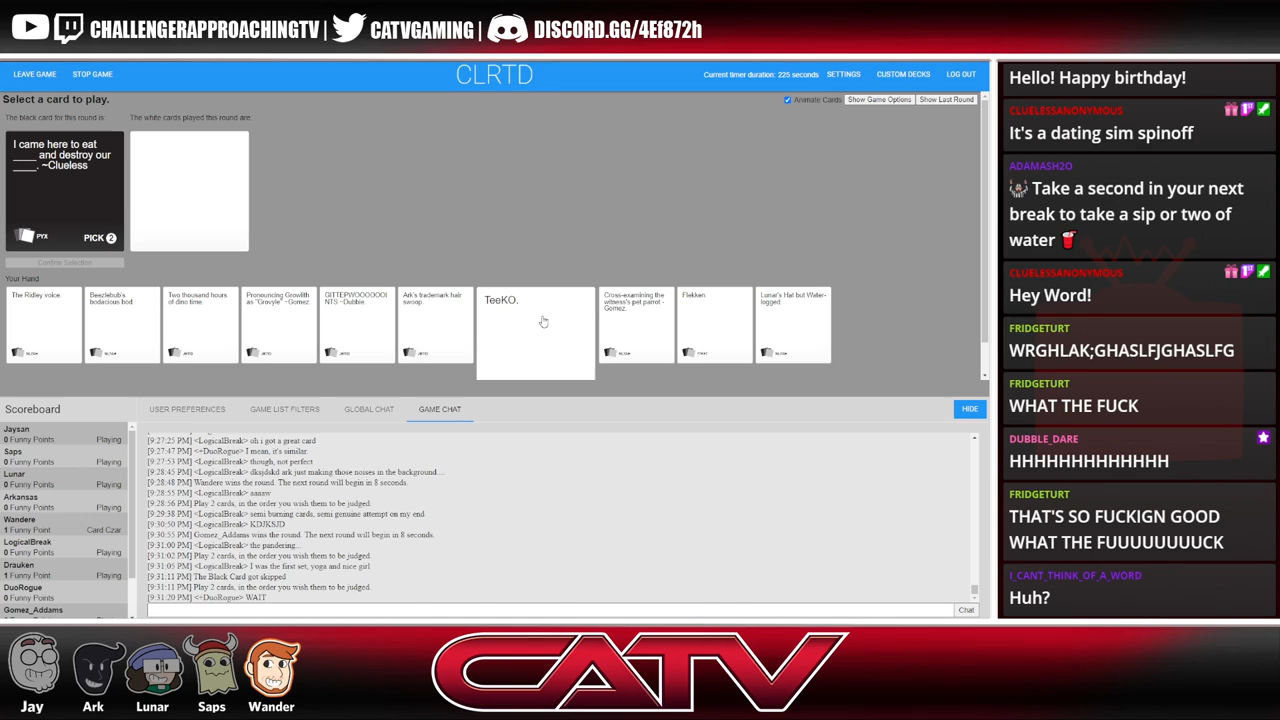 CHALLENGERAPPROACHINGTV | CATVGAMING | DISCORD.GG/4Ef872h
LEAVE GAME STOP GAME CLRTD Current timer duration: 225 seconds SETTINGS CUSTOM DECKS LOG OUT
Select a card to play. Animate Cards Show Game Options Show Last Round
The black card for this round is: The white cards played this round are:
I came here to eat
____ and destroy our
____. ~Clueless
PYX PICK 2
Confirm Selection
Your Hand
The Ridley voice.
Beezlebub's
bodacious bod.
Two thousand hours
of dino time.
Pronouncing Growlith
as "Grovyle" ~Gomez
GITTEPWOOOOOOI
NTS ~Dubble.
Ark's trademark hair
swoop.
TeeKO.
Cross-examining the
witness's pet parrot -
Gomez.
Flekken.
Lunar's Hat but Water-
logged.
Scoreboard
Jaysan
0 Funny Points Playing
Saps
0 Funny Points Playing
Lunar
0 Funny Points Playing
Arkansas
0 Funny Points Playing
Wandere
1 Funny Point Card Czar
LogicalBreak
0 Funny Points Playing
Drauken
1 Funny Point Playing
DuoRogue
0 Funny Points Playing
Gomez_Addams
USER PREFERENCES GAME LIST FILTERS GLOBAL CHAT GAME CHAT HIDE
[9:27:25 PM] <LogicalBreak> oh i got a great card
[9:27:47 PM] <+DuoRogue> I mean, it's similar.
[9:27:53 PM] <LogicalBreak> though, not perfect
[9:28:45 PM] <LogicalBreak> dksjdskd ark just making those noises in the background....
[9:28:48 PM] Wandere wins the round. The next round will begin in 8 seconds.
[9:28:55 PM] <LogicalBreak> aaaaw
[9:28:56 PM] Play 2 cards, in the order you wish them to be judged.
[9:29:38 PM] <LogicalBreak> semi burning cards, semi genuine attempt on my end
[9:30:50 PM] <LogicalBreak> KDJKSJD
[9:30:55 PM] Gomez_Addams wins the round. The next round will begin in 8 seconds.
[9:31:00 PM] <LogicalBreak> the pandering...
[9:31:02 PM] Play 2 cards, in the order you wish them to be judged.
[9:31:05 PM] <LogicalBreak> I was the first set, yoga and nice girl
[9:31:11 PM] The Black Card got skipped
[9:31:11 PM] Play 2 cards, in the order you wish them to be judged.
[9:31:20 PM] <+DuoRogue> WAIT
Chat
Hello! Happy birthday!
CLUELESSANONYMOUS
It's a dating sim spinoff
ADAMASH2O
Take a second in your next
break to take a sip or two of
water
CLUELESSANONYMOUS
Hey Word!
FRIDGETURT
WRGHLAK;GHASLFJGHASLFG
FRIDGETURT
WHAT THE FUCK
DUBBLE_DARE
HHHHHHHHHHHHH
FRIDGETURT
THAT'S SO FUCKIGN GOOD
WHAT THE FUUUUUUUUCK
I_CANT_THINK_OF_A_WORD
Huh?
Jay Ark Lunar Saps Wander
CATV